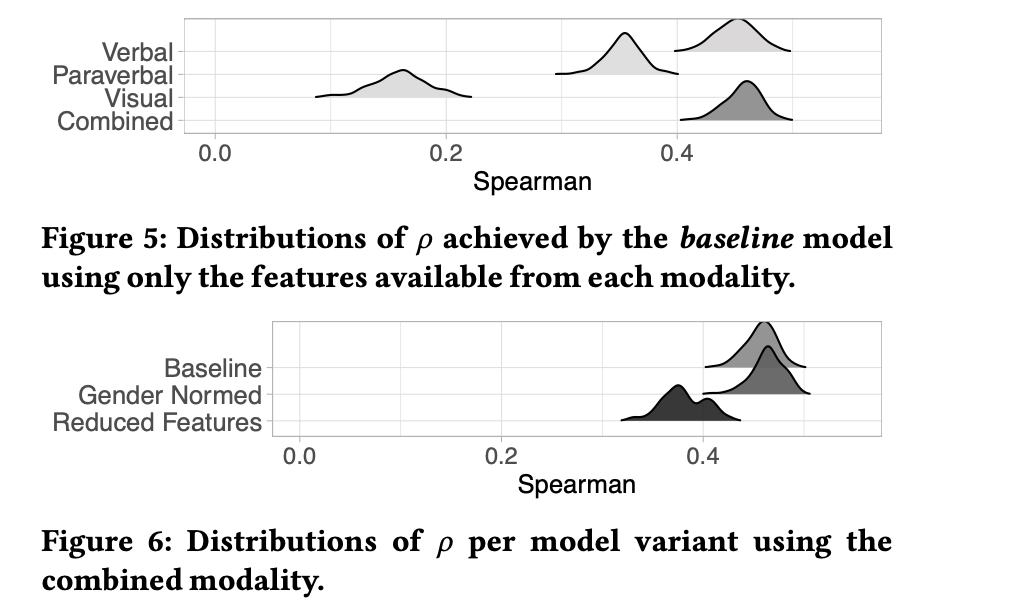 Verbal
Paraverbal
Visual
Combined
0.0 0.2 0.4
Spearman
Figure 5: Distributions of ρ achieved by the baseline model
using only the features available from each modality.
Baseline
Gender Normed
Reduced Features
0.0 0.2 0.4
Spearman
Figure 6: Distributions of ρ per model variant using the
combined modality.